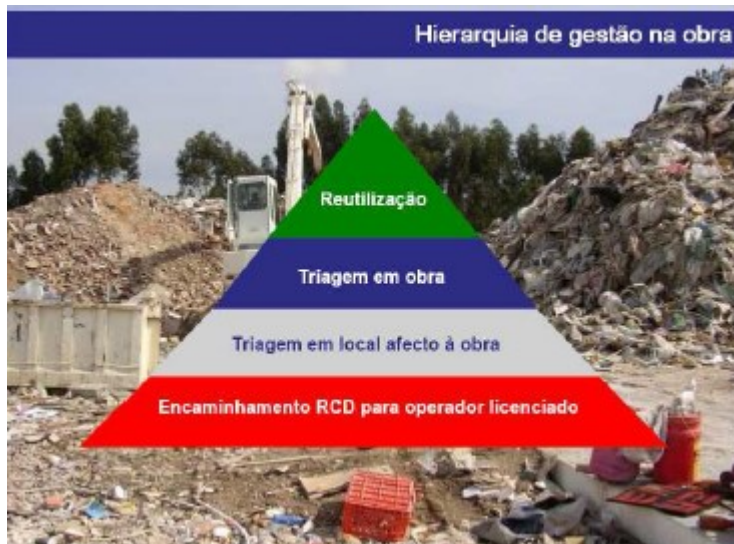 Hierarquia de gestão na obra
Reutilização
Triagem em obra
Triagem em local afecto à obra
Encaminhamento RCD para operador licenciado